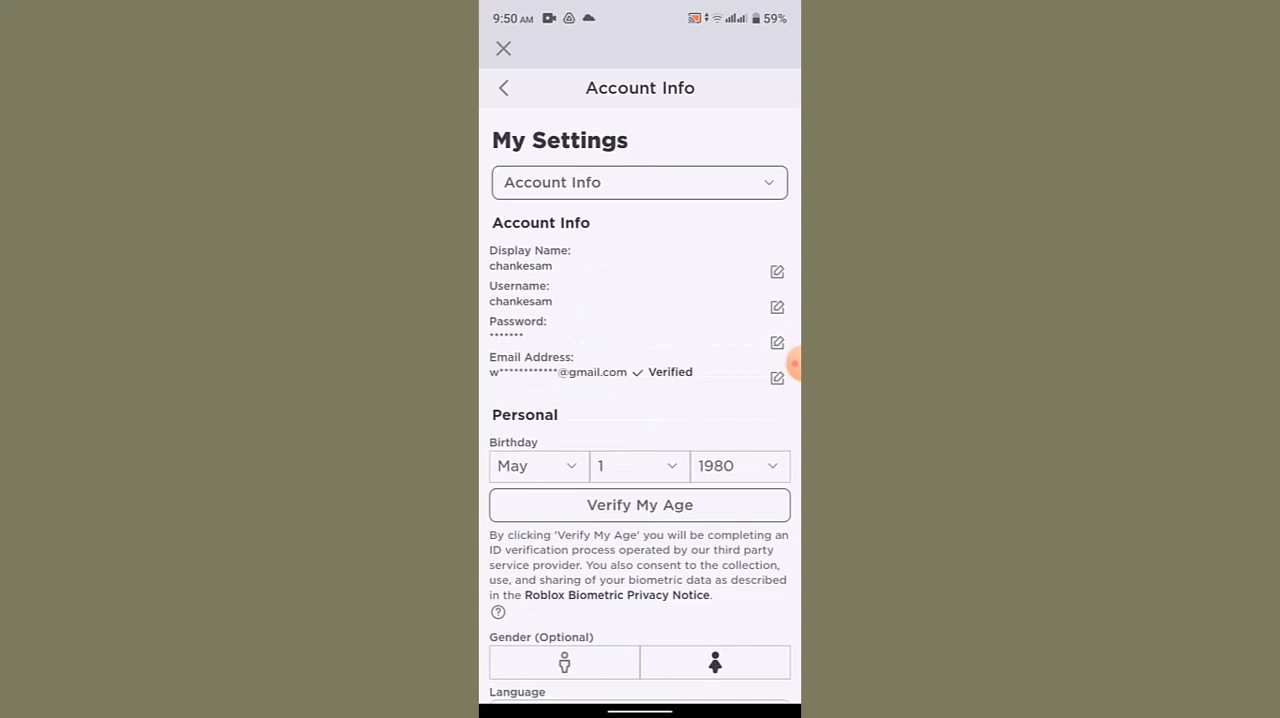 9:50 AM 59%
Account Info
My Settings
Account Info
Account Info
Display Name:
chankesam
Username:
chankesam
Password:
*******
Email Address:
w************@gmail.com Verified
Personal
Birthday
May 1 1980
Verify My Age
By clicking 'Verify My Age' you will be completing an
ID verification process operated by our third party
service provider. You also consent to the collection,
use, and sharing of your biometric data as described
in the Roblox Biometric Privacy Notice.
?
Gender (Optional)
Language